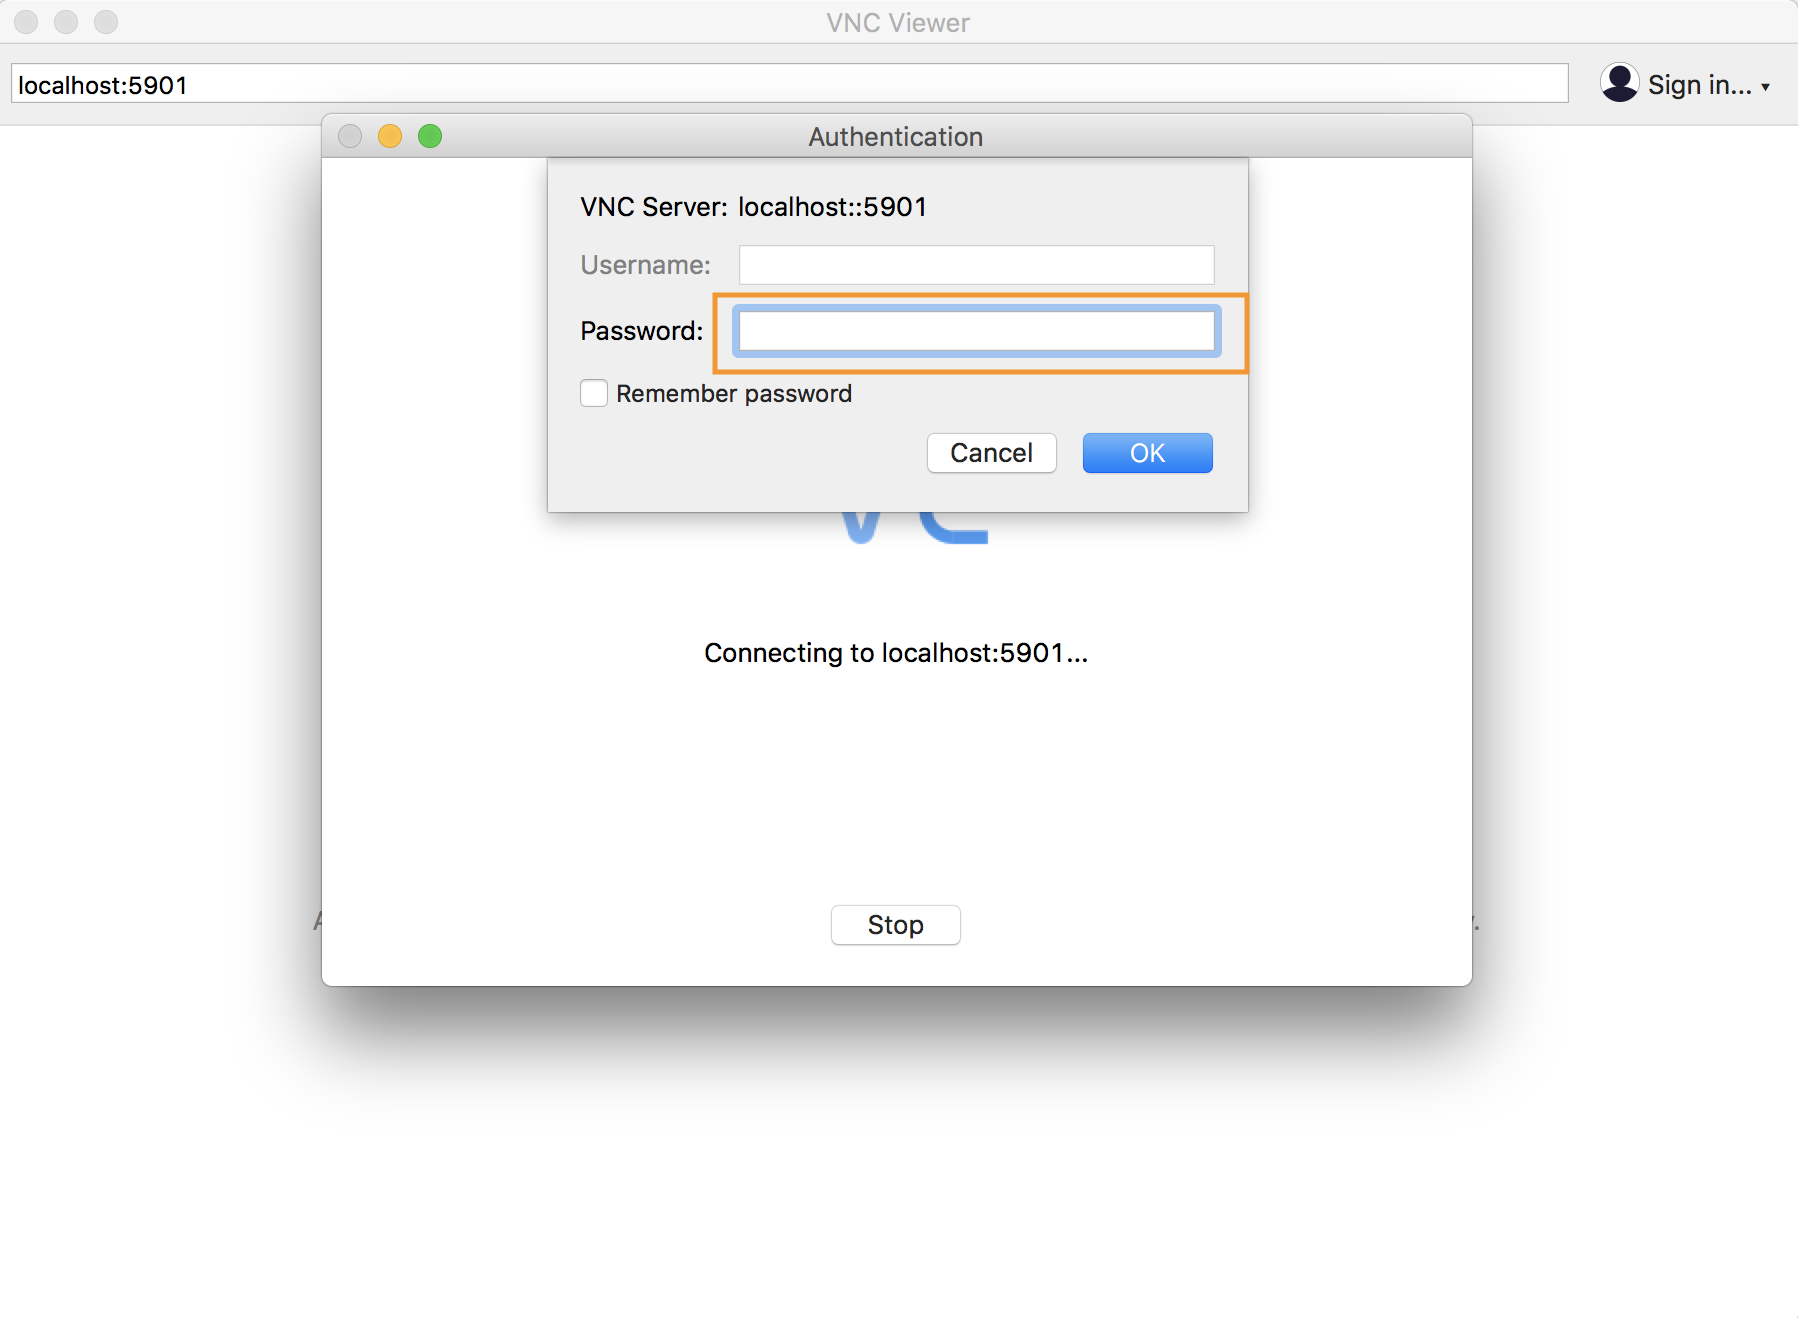 VNC Viewer
localhost:5901
Sign in...
Authentication
VNC Server: localhost::5901
Username:
Password:
Remember password
Cancel
OK
Connecting to localhost:5901...
Stop